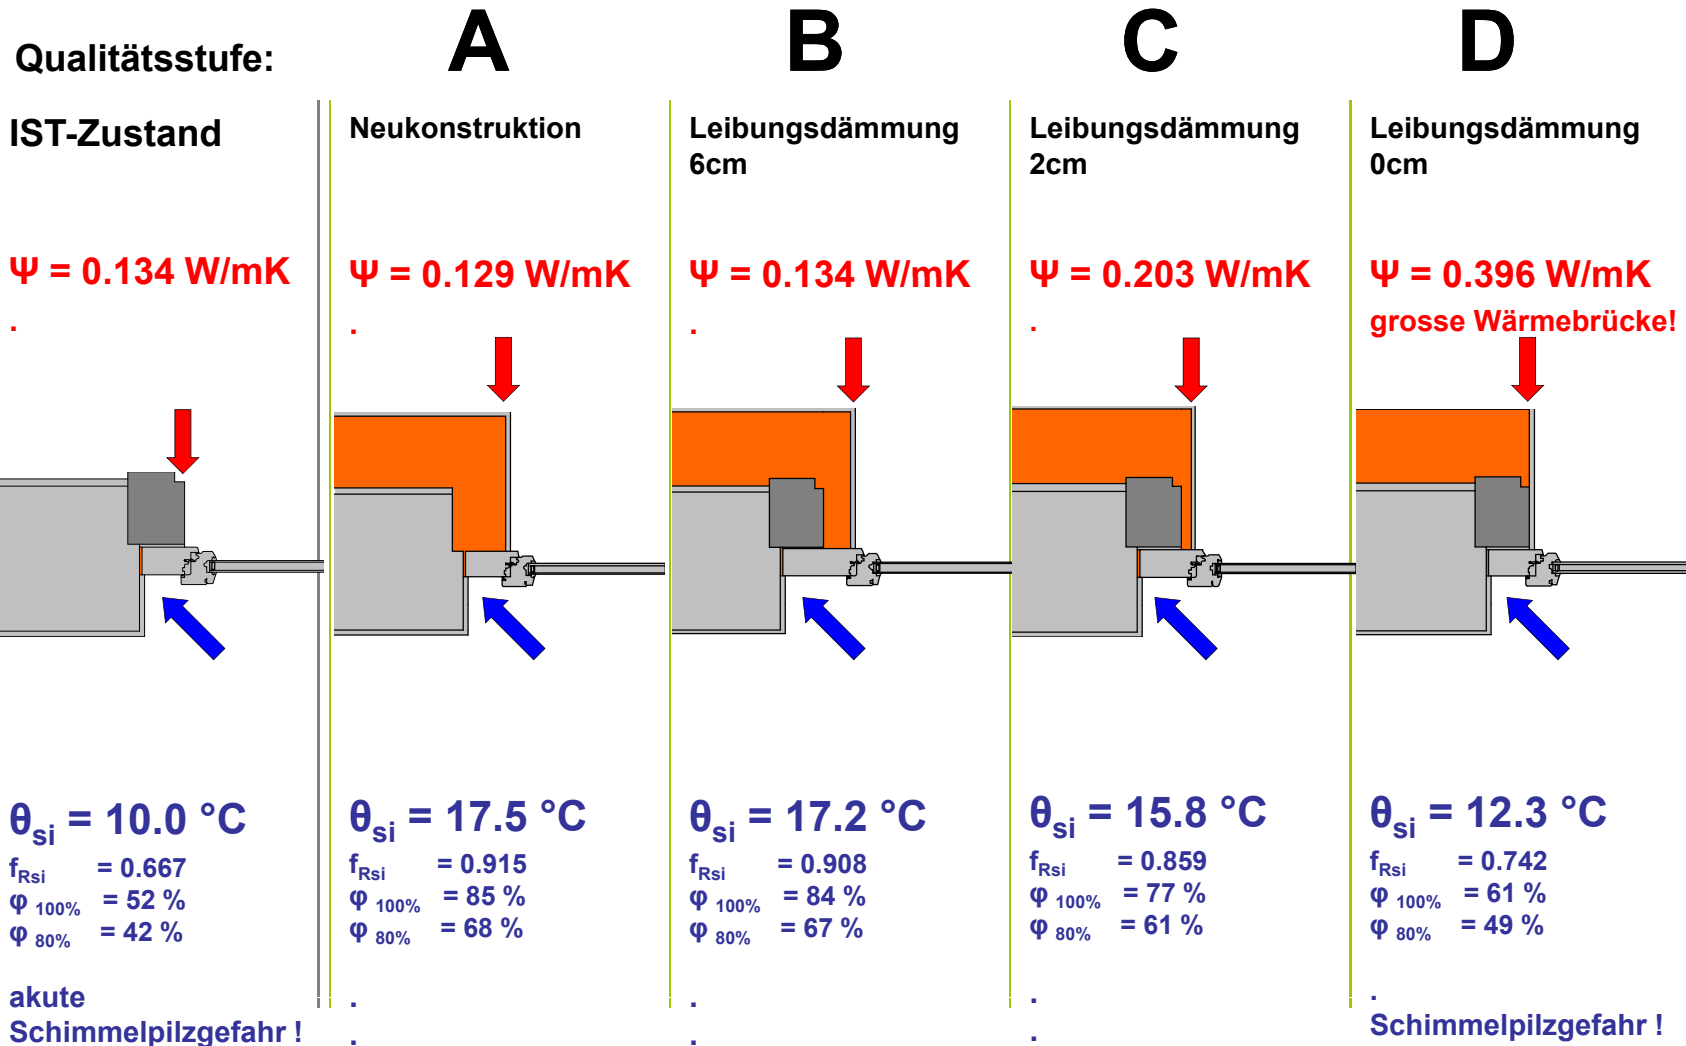 Qualitätsstufe:
A
B
C
D
IST-Zustand
Ψ = 0.134 W/mK
.
θsi = 10.0 °C
fRsi = 0.667
φ 100% = 52 %
φ 80% = 42 %
akute
Schimmelpilzgefahr !
Neukonstruktion
Ψ = 0.129 W/mK
.
θsi = 17.5 °C
fRsi = 0.915
φ 100% = 85 %
φ 80% = 68 %
.
.
Leibungsdämmung
6cm
Ψ = 0.134 W/mK
.
θsi = 17.2 °C
fRsi = 0.908
φ 100% = 84 %
φ 80% = 67 %
.
.
Leibungsdämmung
2cm
Ψ = 0.203 W/mK
.
θsi = 15.8 °C
fRsi = 0.859
φ 100% = 77 %
φ 80% = 61 %
.
.
Leibungsdämmung
0cm
Ψ = 0.396 W/mK
grosse Wärmebrücke!
θsi = 12.3 °C
fRsi = 0.742
φ 100% = 61 %
φ 80% = 49 %
.
Schimmelpilzgefahr !